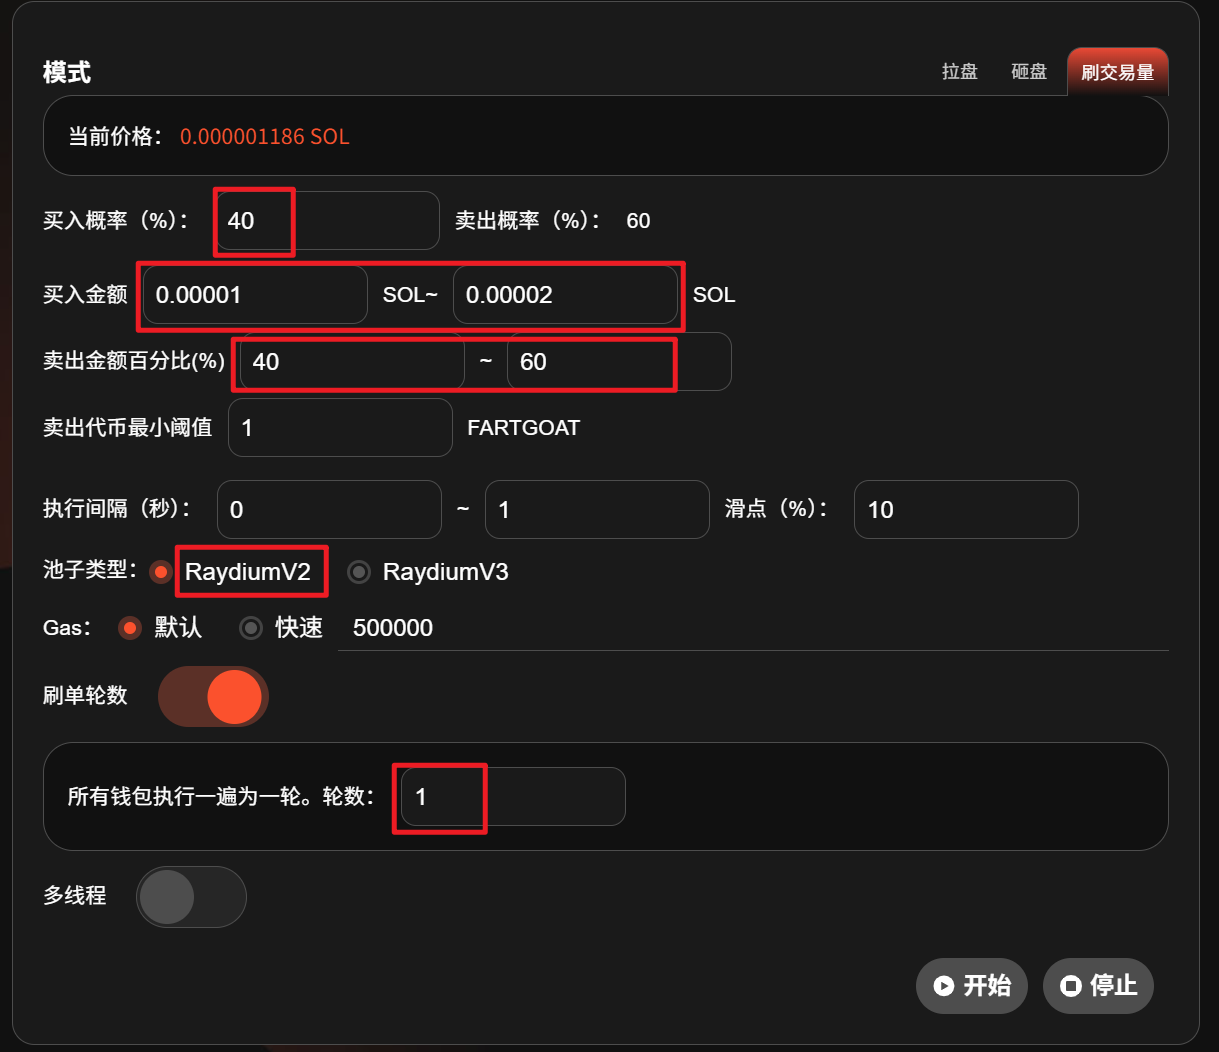 模式 拉盘 砸盘 刷交易量
当前价格： 0.000001186 SOL
买入概率（%）： 40 卖出概率（%）： 60
买入金额 0.00001 SOL~ 0.00002 SOL
卖出金额百分比(%) 40 ~ 60
卖出代币最小阈值 1 FARTGOAT
执行间隔（秒）： 0 ~ 1 滑点（%）： 10
池子类型： RaydiumV2 RaydiumV3
Gas： 默认 快速 500000
刷单轮数
所有钱包执行一遍为一轮。轮数： 1
多线程
开始 停止